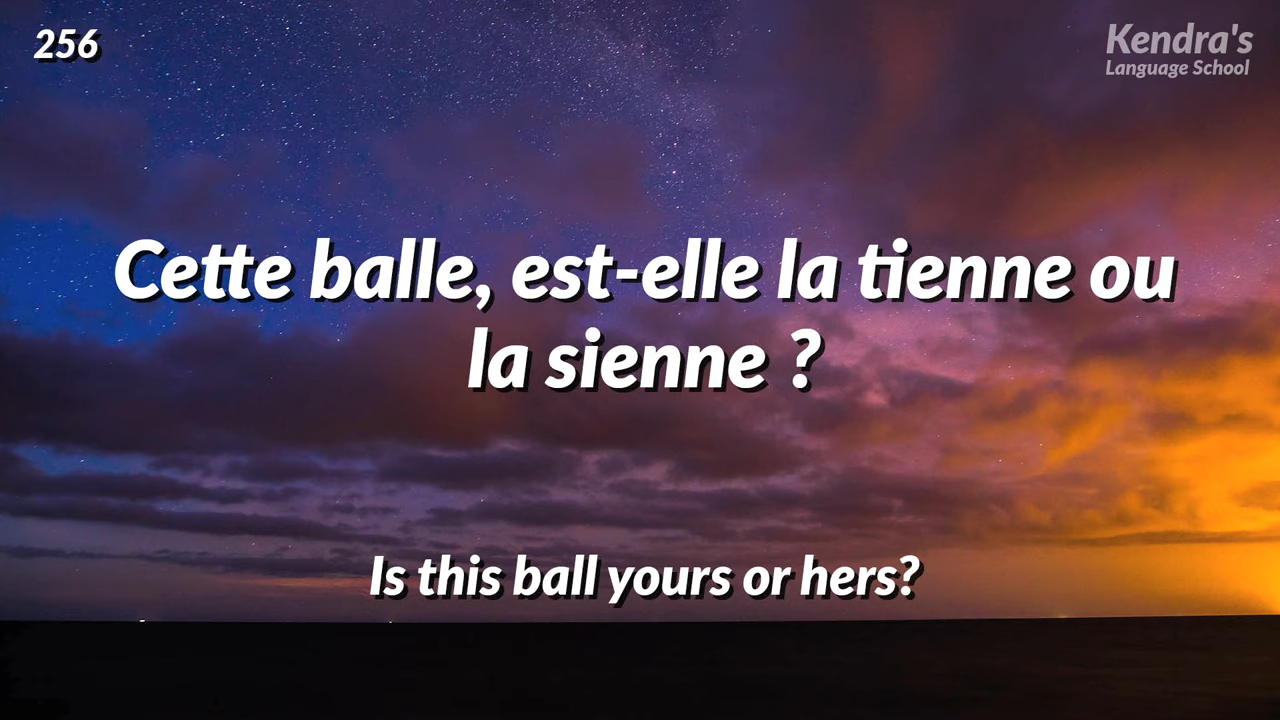 256
Kendra's
Language School
Cette balle, est-elle la tienne ou
la sienne ?
Is this ball yours or hers?